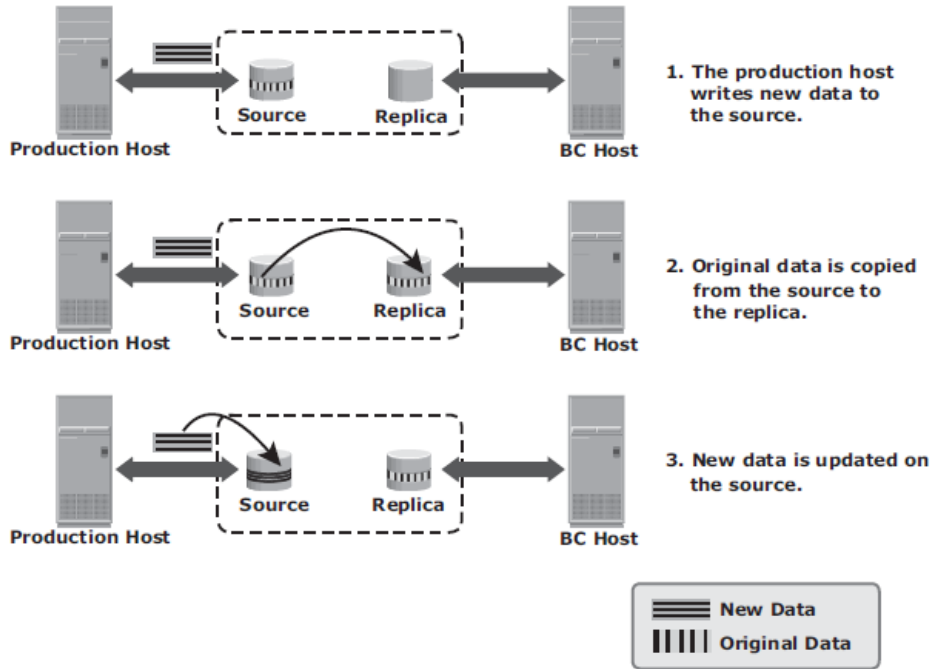 Source
Replica
Production Host
BC Host
1. The production host
writes new data to
the source.
Source
Replica
Production Host
BC Host
2. Original data is copied
from the source to
the replica.
Source
Replica
Production Host
BC Host
3. New data is updated on
the source.
New Data
Original Data